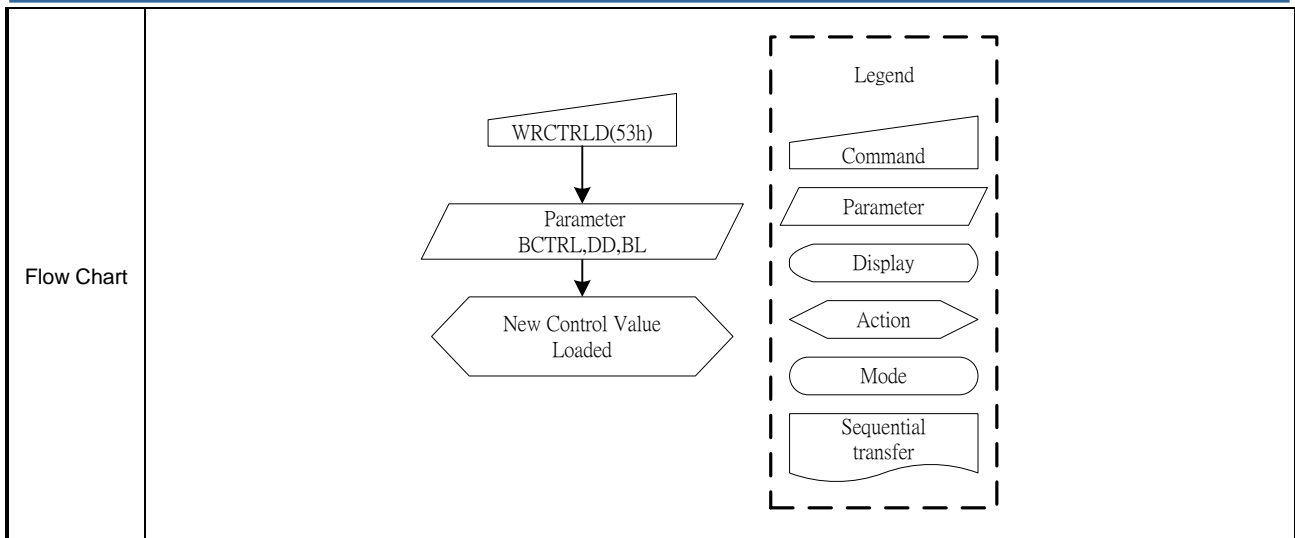 Flow Chart
WRCTRLD(53h)
Parameter
BCTRL,DD,BL
New Control Value
Loaded
Legend
Command
Parameter
Display
Action
Mode
Sequential
transfer